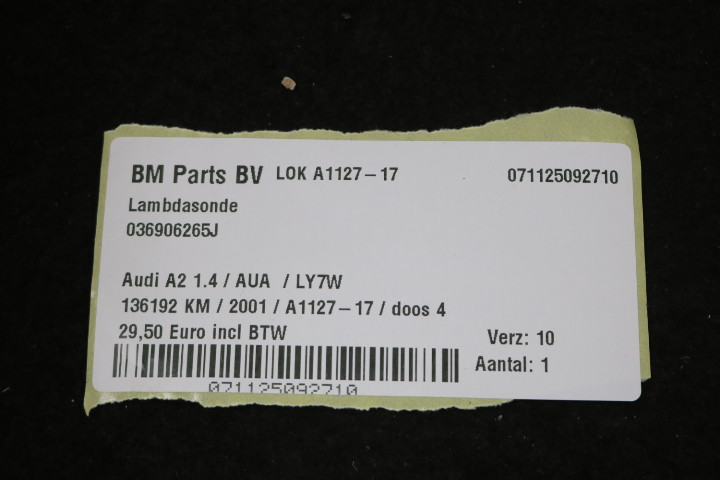 BM Parts BV LOK A1127-17 071125092710
Lambdasonde
036906265J
Audi A2 1.4 / AUA / LY7W
136192 KM / 2001 / A1127-17 / doos 4
29,50 Euro incl BTW Verz: 10
Aantal: 1
071125092710